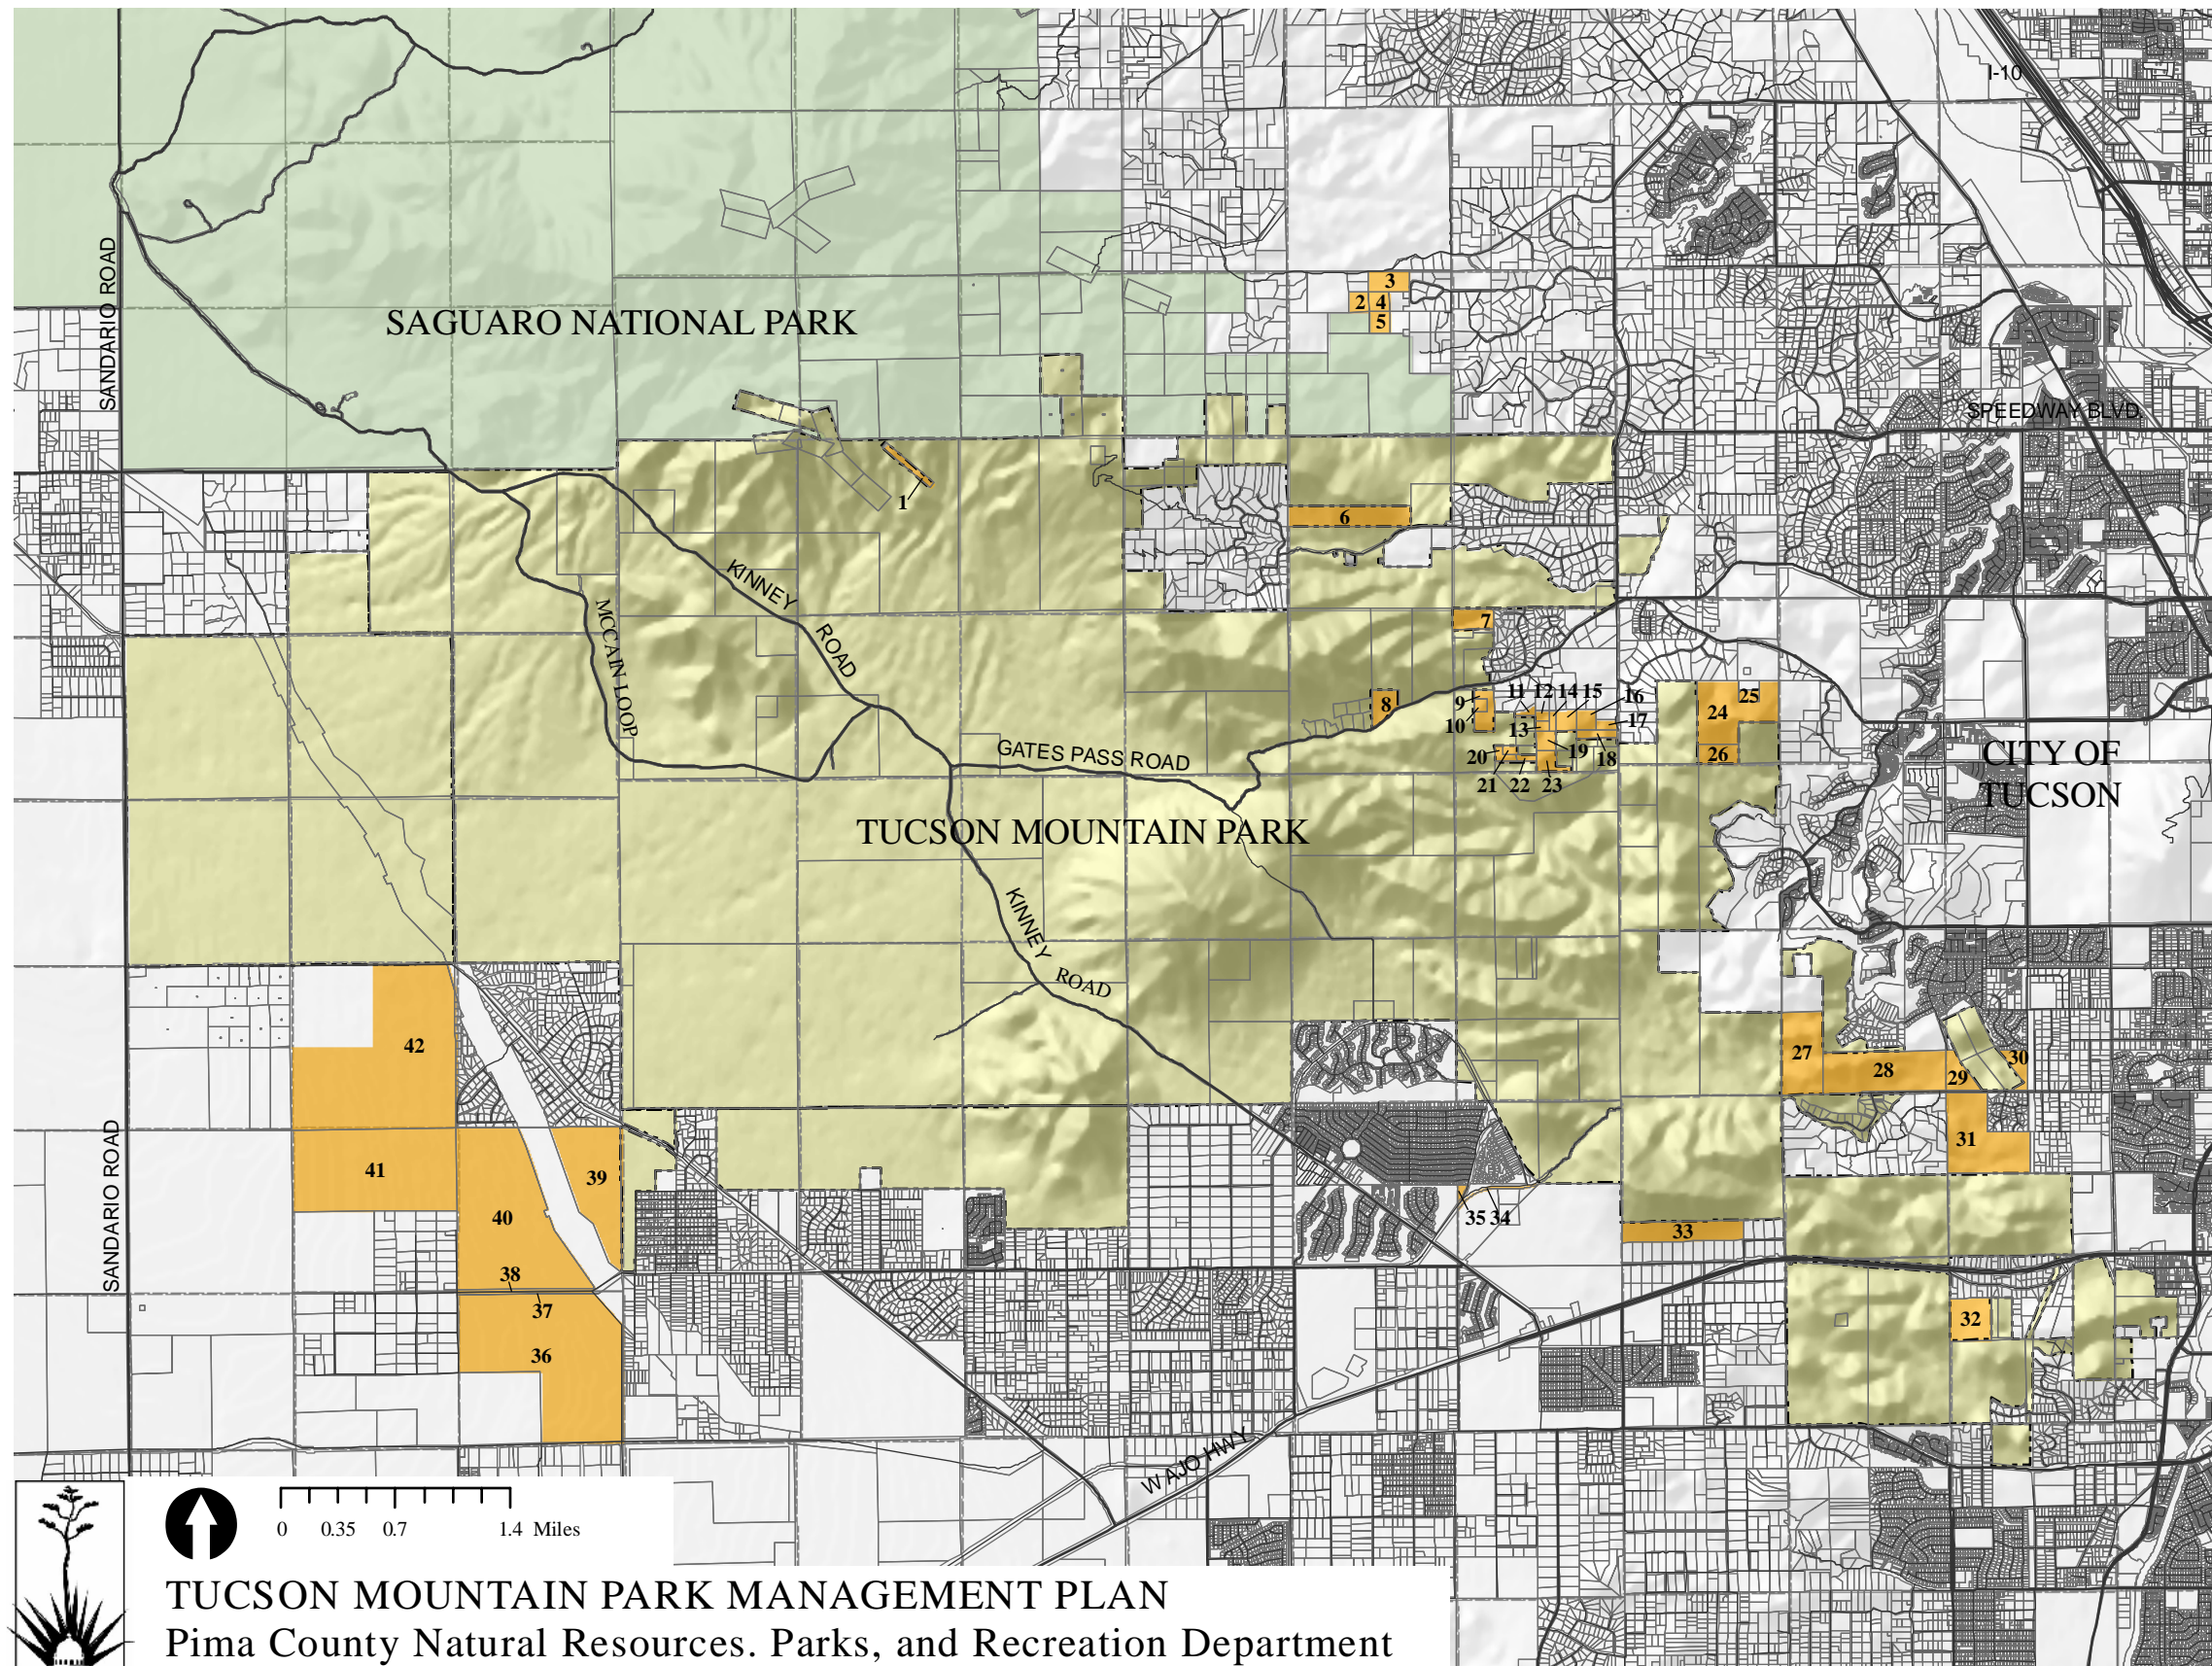 I-10
SANDARIO ROAD
SAGUARO NATIONAL PARK
3
2
4
5
SPEEDWAY BLVD.
1
6
KINNEY
ROAD
MCCAIN LOOP
7
8
9
10
11
12
14
15
16
13
17
18
19
20
21
22
23
24
25
26
GATES PASS ROAD
CITY OF
TUCSON
TUCSON MOUNTAIN PARK
KINNEY
ROAD
42
27
28
29
30
31
41
39
40
SANDARIO ROAD
35
34
33
38
37
36
32
W AJO HWY
0 0.35 0.7 1.4 Miles
TUCSON MOUNTAIN PARK MANAGEMENT PLAN
Pima County Natural Resources. Parks, and Recreation Department